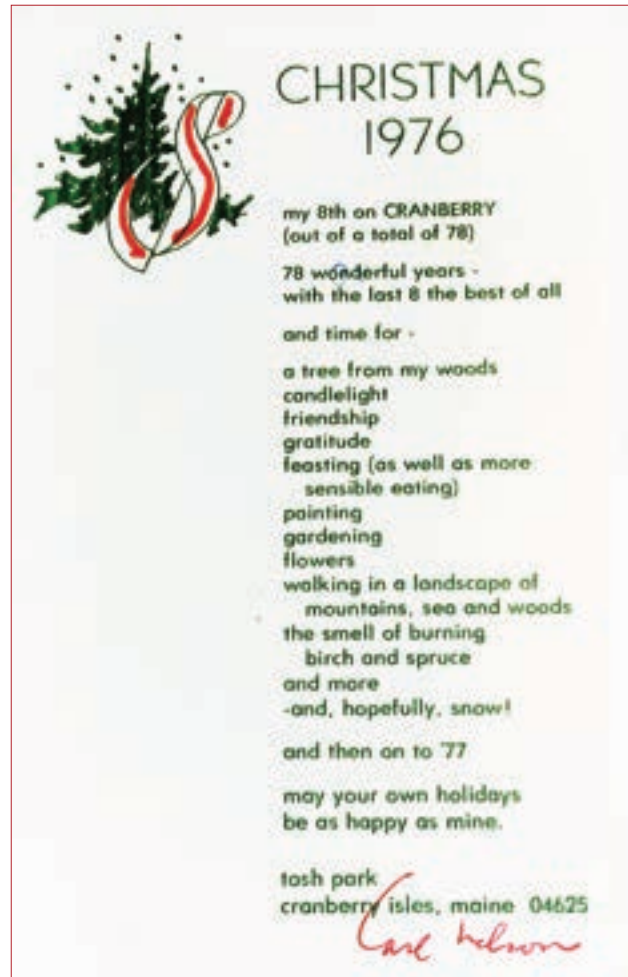 CHRISTMAS
1976
my 8th on CRANBERRY
(out of a total of 78)
78 wonderful years -
with the last 8 the best of all
and time for -
a tree from my woods
candlelight
friendship
gratitude
feasting (as well as more
sensible eating)
painting
gardening
flowers
walking in a landscape of
mountains, sea and woods
the smell of burning
birch and spruce
and more
-and, hopefully, snow!
and then on to '77
may your own holidays
be as happy as mine.
tosh park
cranberry isles, maine 04625
Carl Nelson